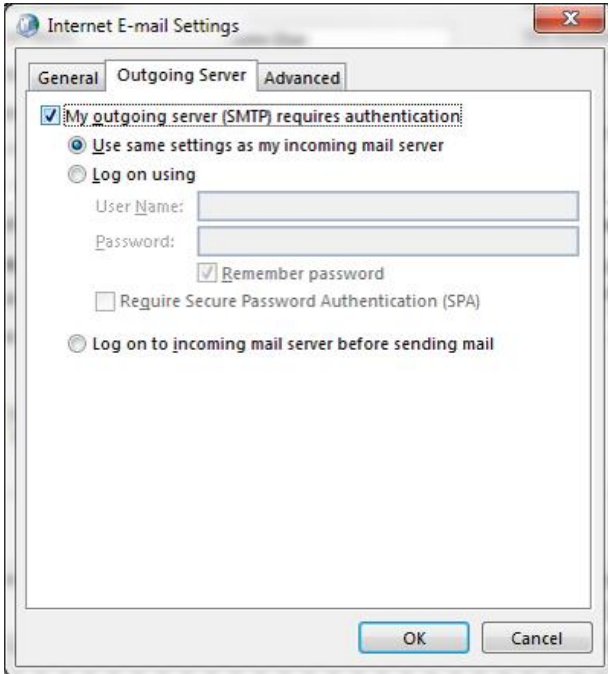 Internet E-mail Settings
General Outgoing Server Advanced
My outgoing server (SMTP) requires authentication
Use same settings as my incoming mail server
Log on using
User Name:
Password:
Remember password
Require Secure Password Authentication (SPA)
Log on to incoming mail server before sending mail
OK Cancel